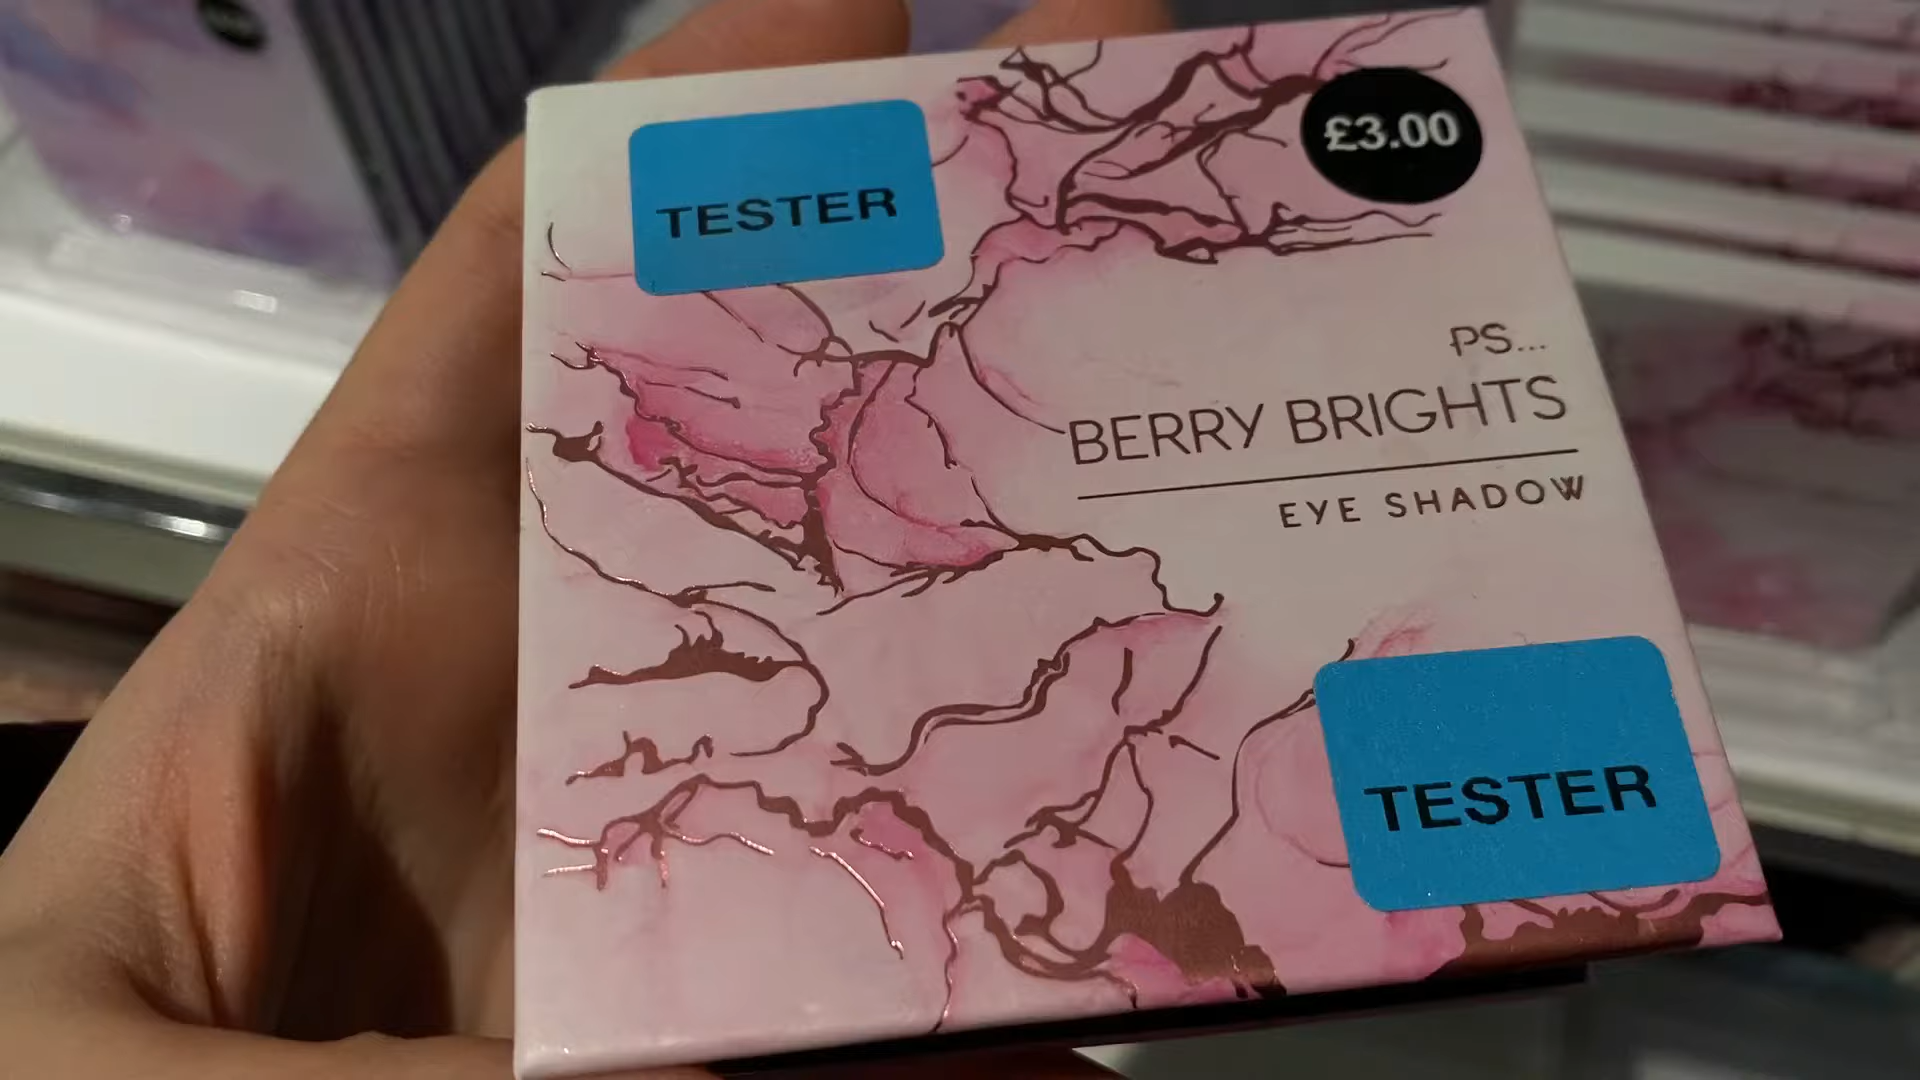 TESTER
£3.00
PS...
BERRY BRIGHTS
EYE SHADOW
TESTER